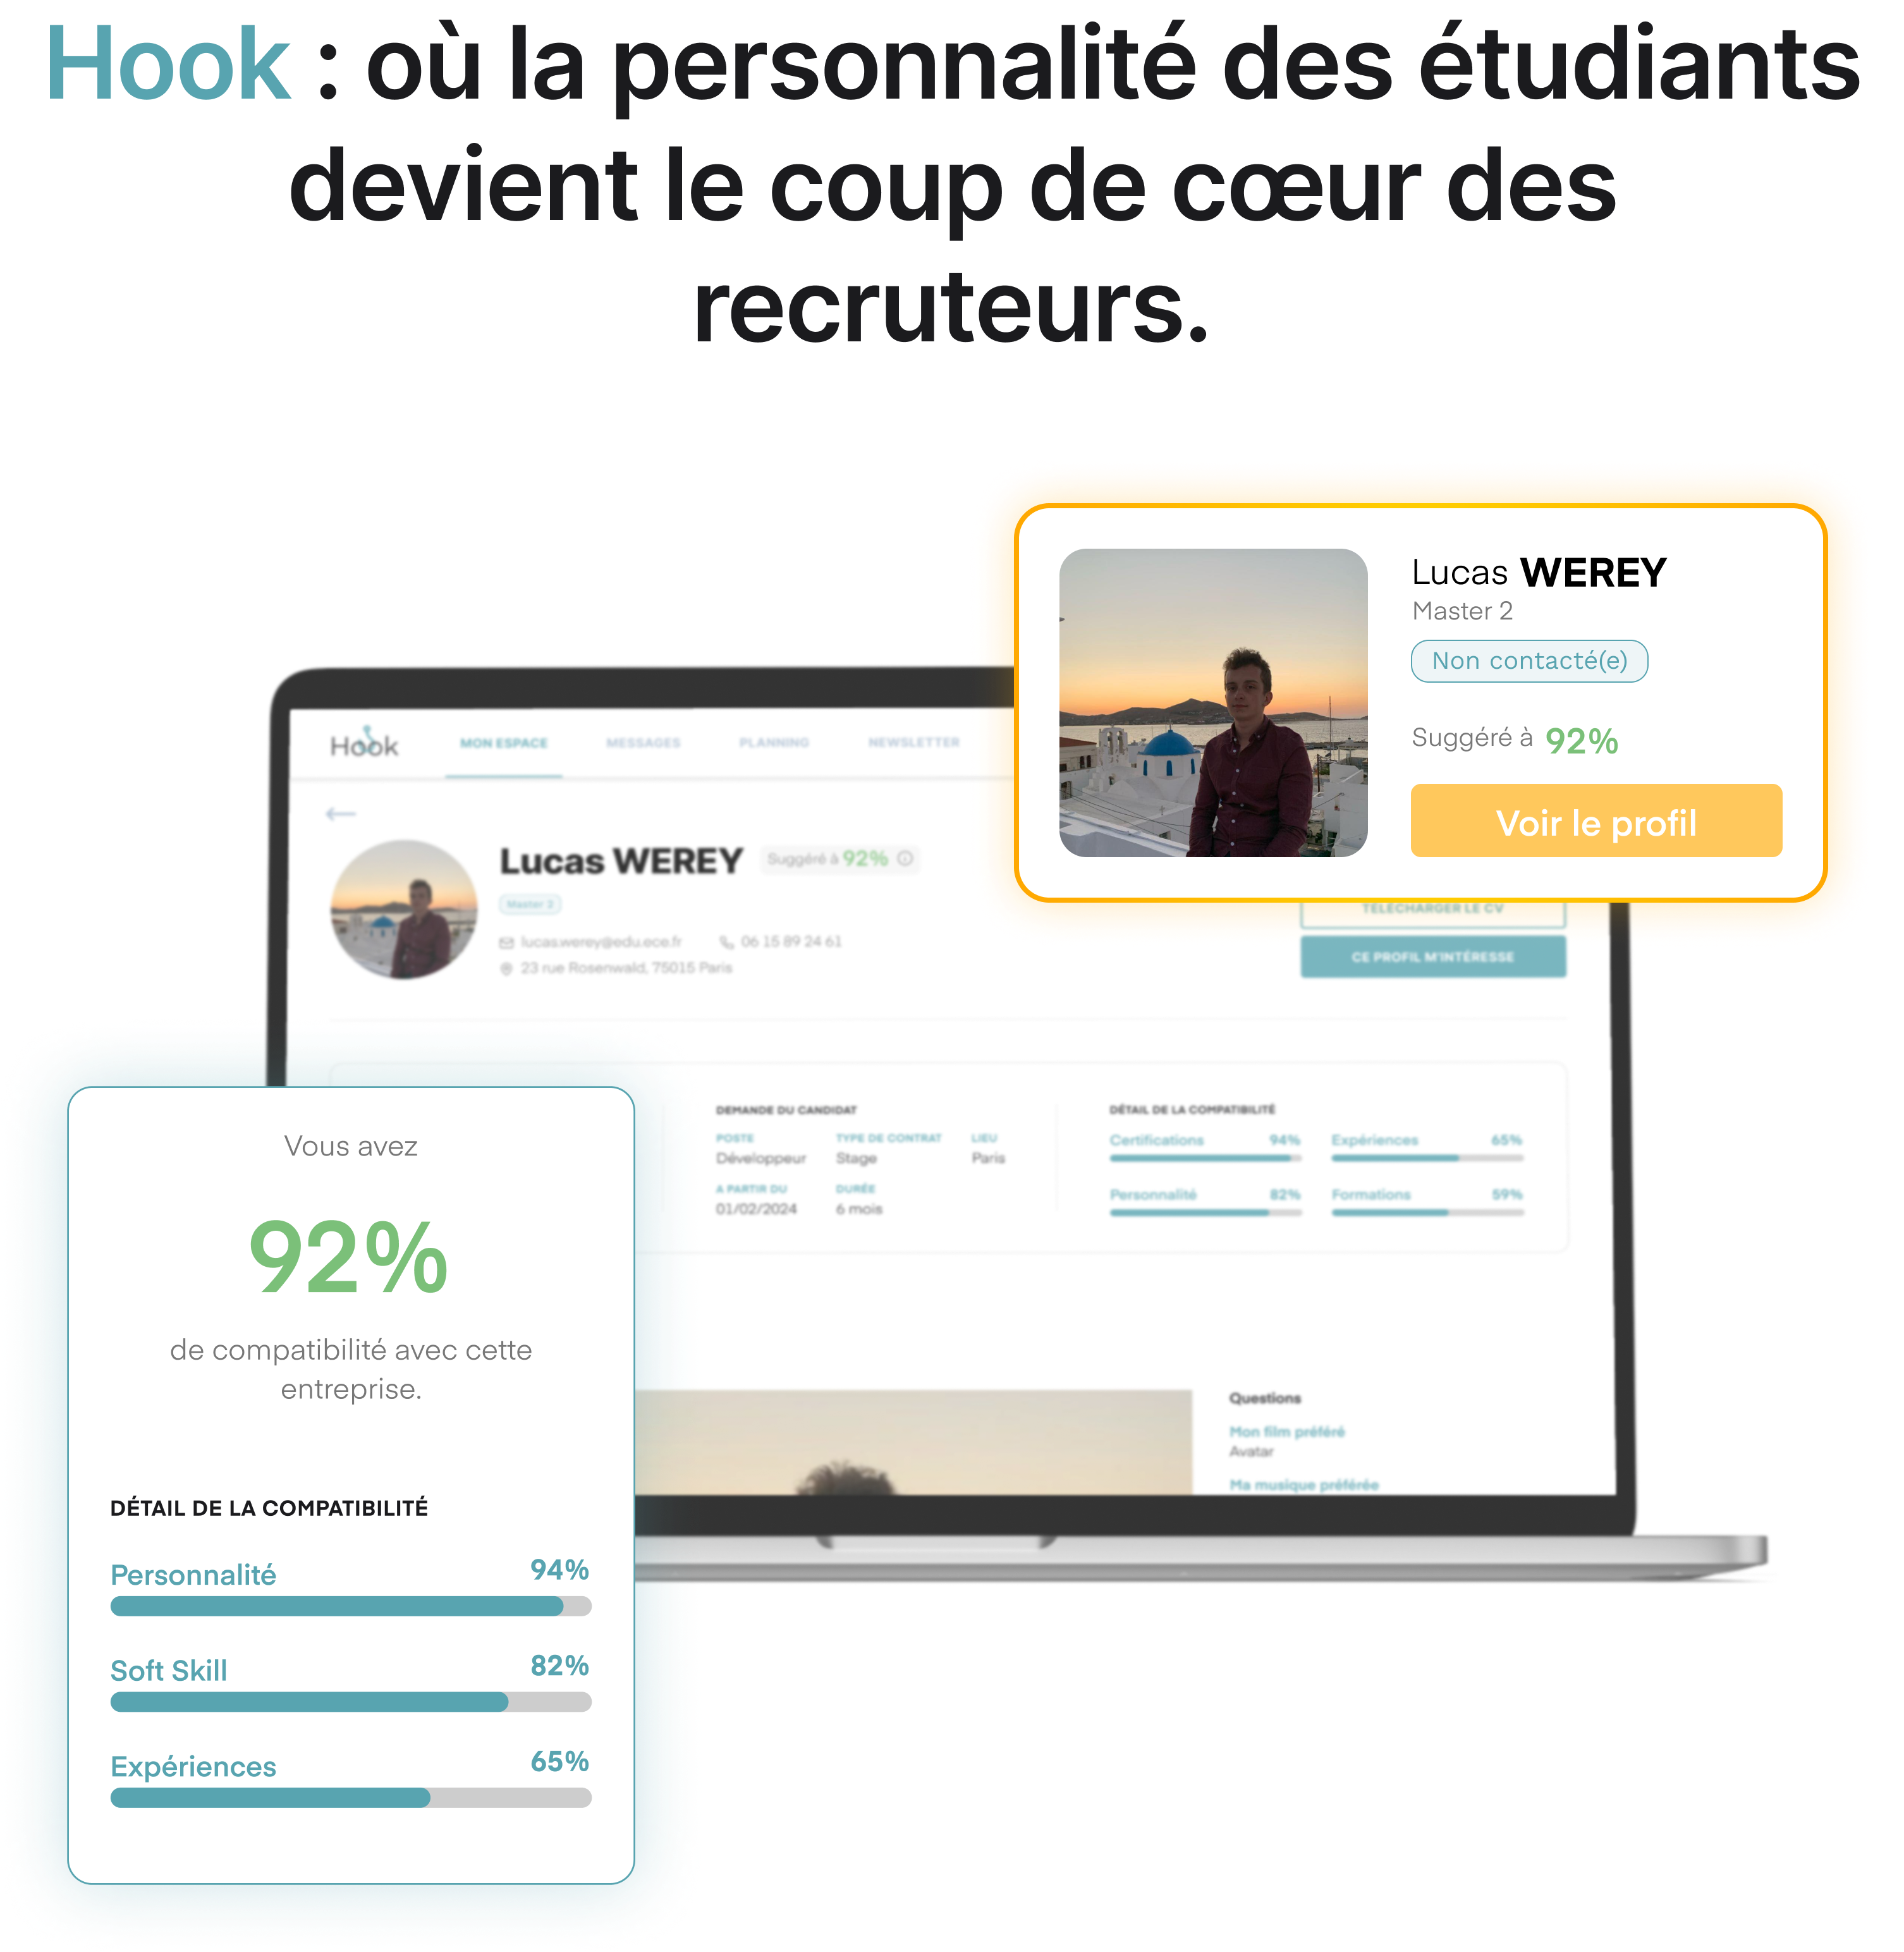 Hook : où la personnalité des étudiants
devient le coup de cœur des
recruteurs.
Lucas WEREY
Master 2
Non contacté(e)
Suggéré à 92%
Voir le profil
Hook
MON ESPACE
MESSAGES
PLANNING
NEWSLETTER
Lucas WEREY
Suggéré à 92%
Master 2
lucas.werey@edu.ece.fr
06 15 89 24 61
23 rue Rosenwald, 75015 Paris
TÉLÉCHARGER LE CV
CE PROFIL M'INTÉRESSE
DEMANDE DU CANDIDAT
POSTE
Développeur
TYPE DE CONTRAT
Stage
LIEU
Paris
A PARTIR DU
01/02/2024
DURÉE
6 mois
DÉTAIL DE LA COMPATIBILITÉ
Certifications 94%
Expériences 65%
Personnalité 82%
Formations 59%
Questions
Mon film préféré
Avatar
Ma musique préférée
Vous avez
92%
de compatibilité avec cette
entreprise.
DÉTAIL DE LA COMPATIBILITÉ
Personnalité 94%
Soft Skill 82%
Expériences 65%